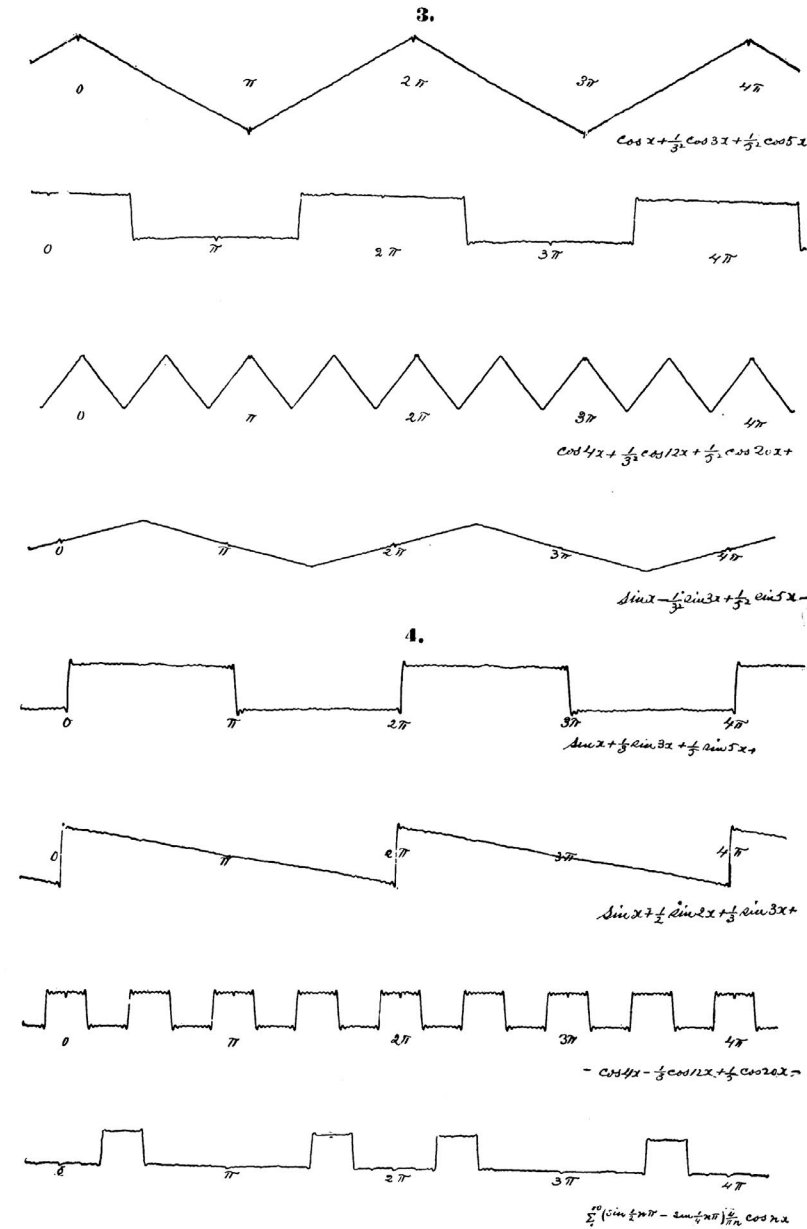 3.
0 π 2π 3π 4π
cos x + 1/3² cos 3x + 1/5² cos 5x
0 π 2π 3π 4π
0 π 2π 3π 4π
cos 4x + 1/3² cos 12x + 1/5² cos 20x +
0 π 2π 3π 4π
sin x - 1/3² sin 3x + 1/5² sin 5x -
4.
0 π 2π 3π 4π
sin x + 1/3 sin 3x + 1/5 sin 5x +
0 π 2π 3π 4π
sin x + 1/2 sin 2x + 1/3 sin 3x +
0 π 2π 3π 4π
- cos 4x - 1/3 cos 12x + 1/5 cos 20x -
0 π 2π 3π 4π
Σ (sin 1/2 nπ - sin 1/4 nπ) 4/πn cos nx